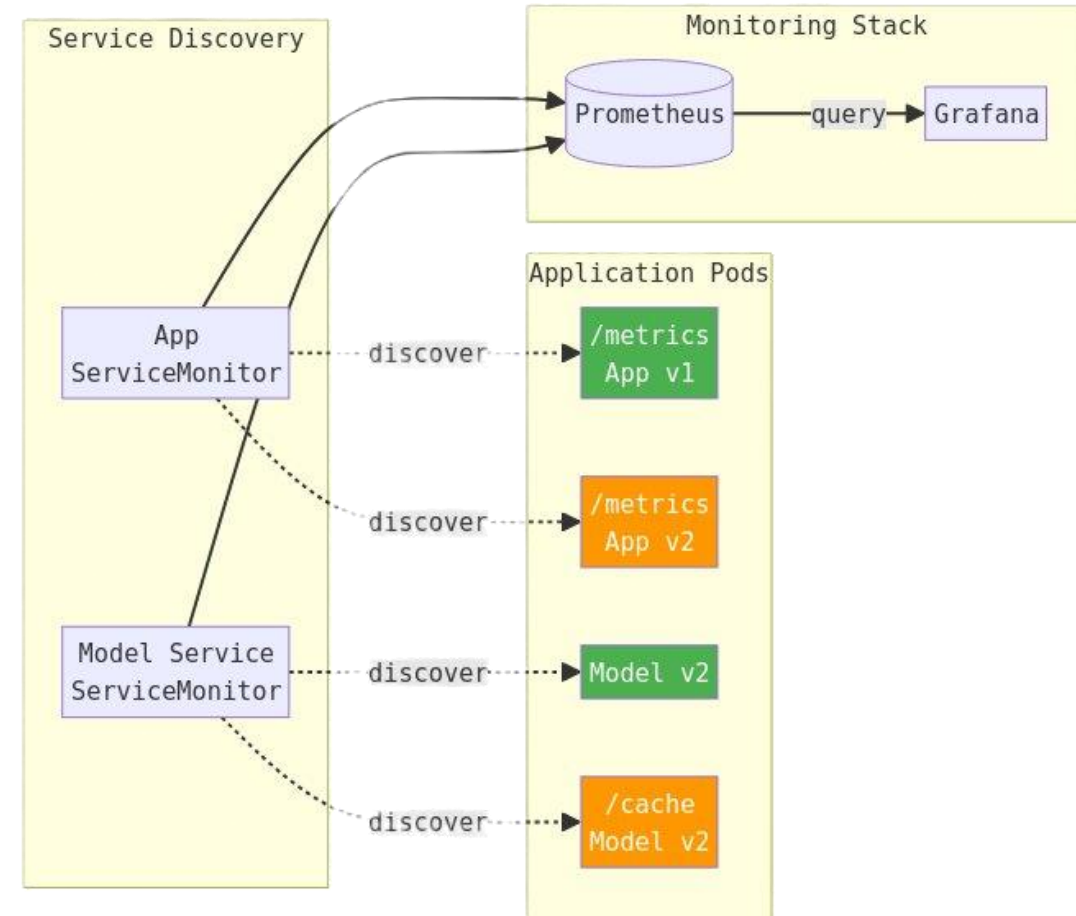 Service Discovery
Monitoring Stack
Prometheus
query
Grafana
Application Pods
App
ServiceMonitor
discover
/metrics
App v1
discover
/metrics
App v2
Model Service
ServiceMonitor
discover
Model v2
discover
/cache
Model v2